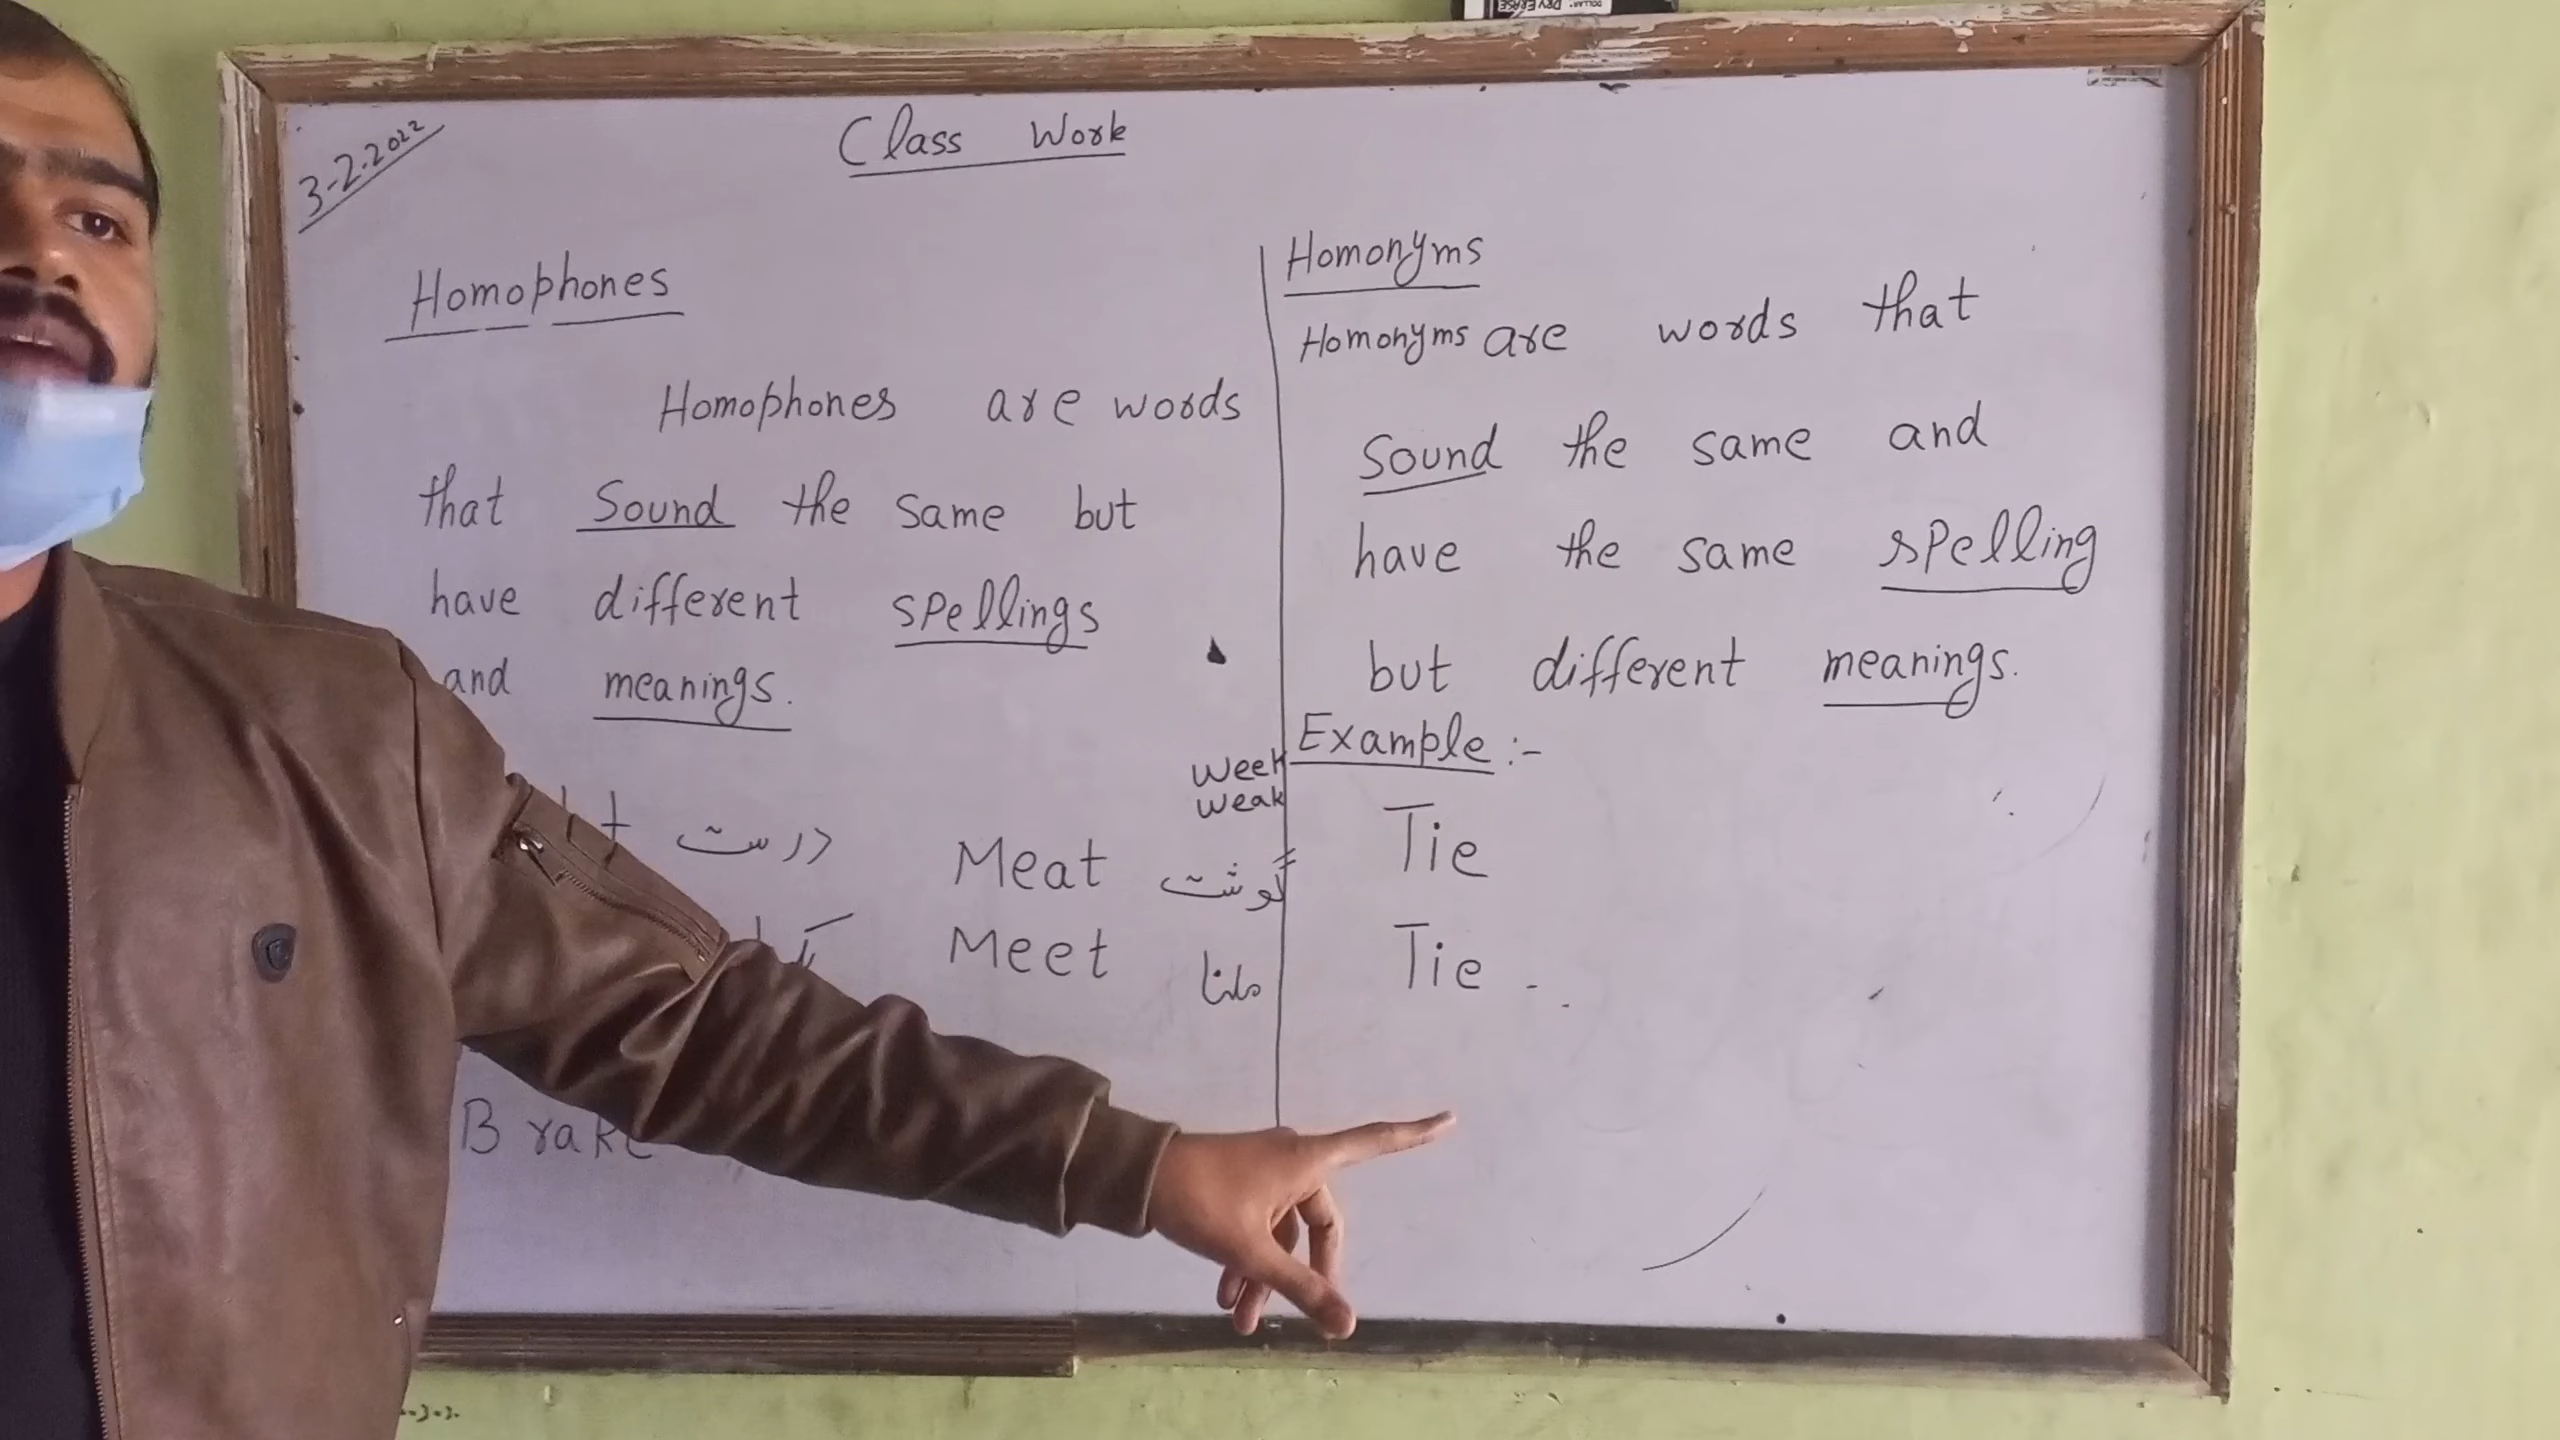 3-2-2022
Class Work
Homophones
Homophones are words
that Sound the same but
have different spellings
and meanings.
درست
Week
Weak
Meat گوشت
Meet ملنا
Brake
Homonyms
Homonyms are words that
Sound the same and
have the same spelling
but different meanings.
Example :-
Tie
Tie